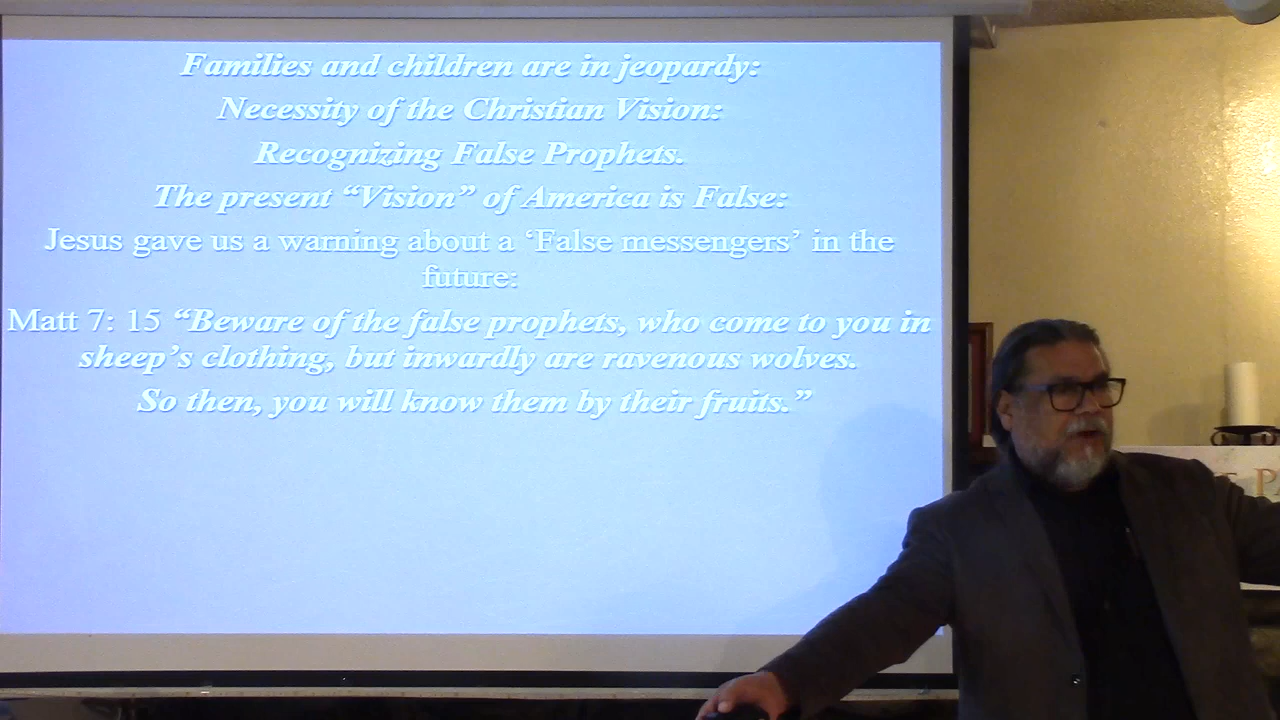 Families and children are in jeopardy:
Necessity of the Christian Vision:
Recognizing False Prophets.
The present “Vision” of America is False:
Jesus gave us a warning about a ‘False messengers’ in the
future:
Matt 7: 15 “Beware of the false prophets, who come to you in
sheep’s clothing, but inwardly are ravenous wolves.
So then, you will know them by their fruits.”